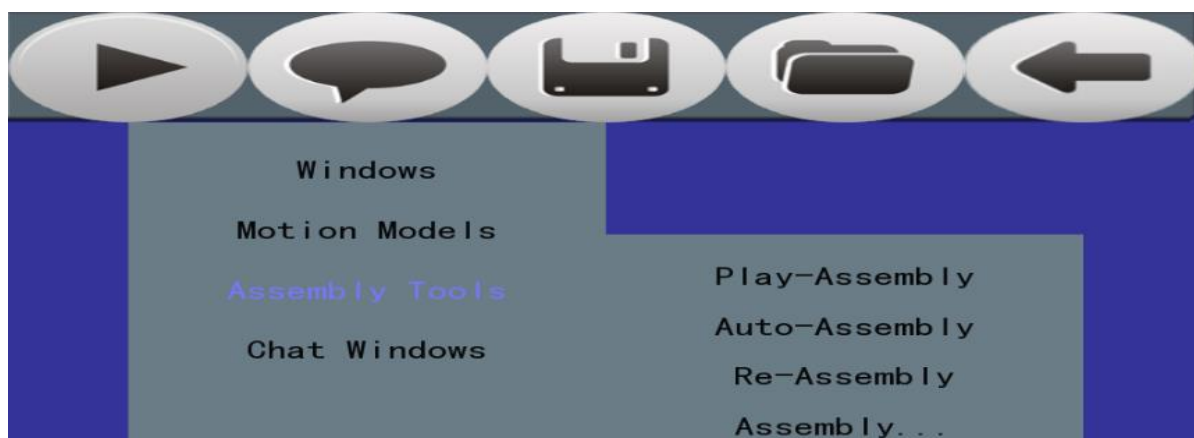 Windows
Motion Models
Assembly Tools
Chat Windows
Play-Assembly
Auto-Assembly
Re-Assembly
Assembly...